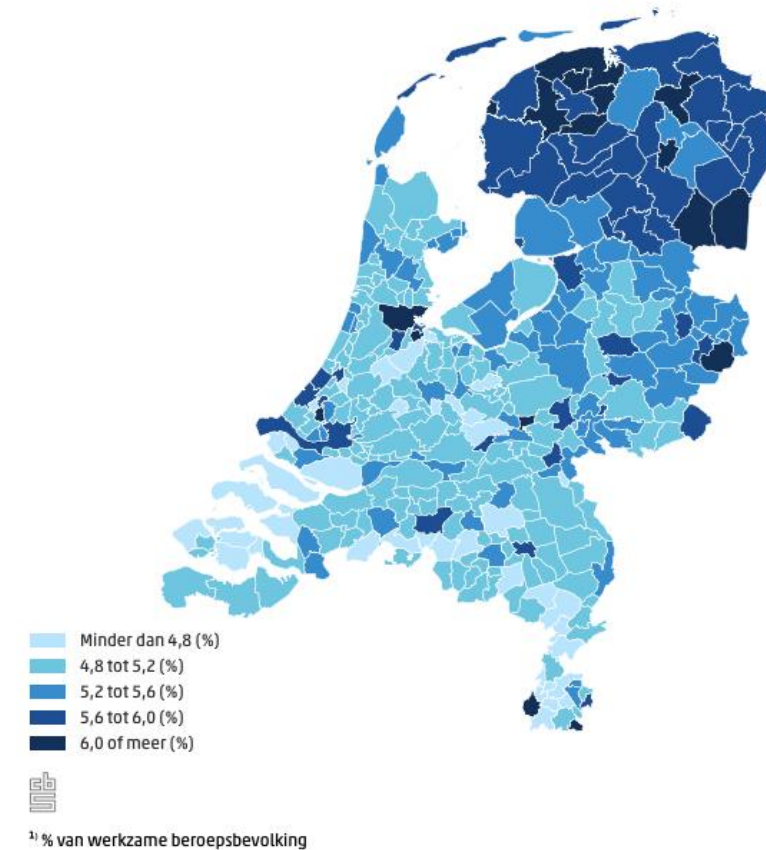 Minder dan 4,8 (%)
4,8 tot 5,2 (%)
5,2 tot 5,6 (%)
5,6 tot 6,0 (%)
6,0 of meer (%)
cbs
¹⁾ % van werkzame beroepsbevolking